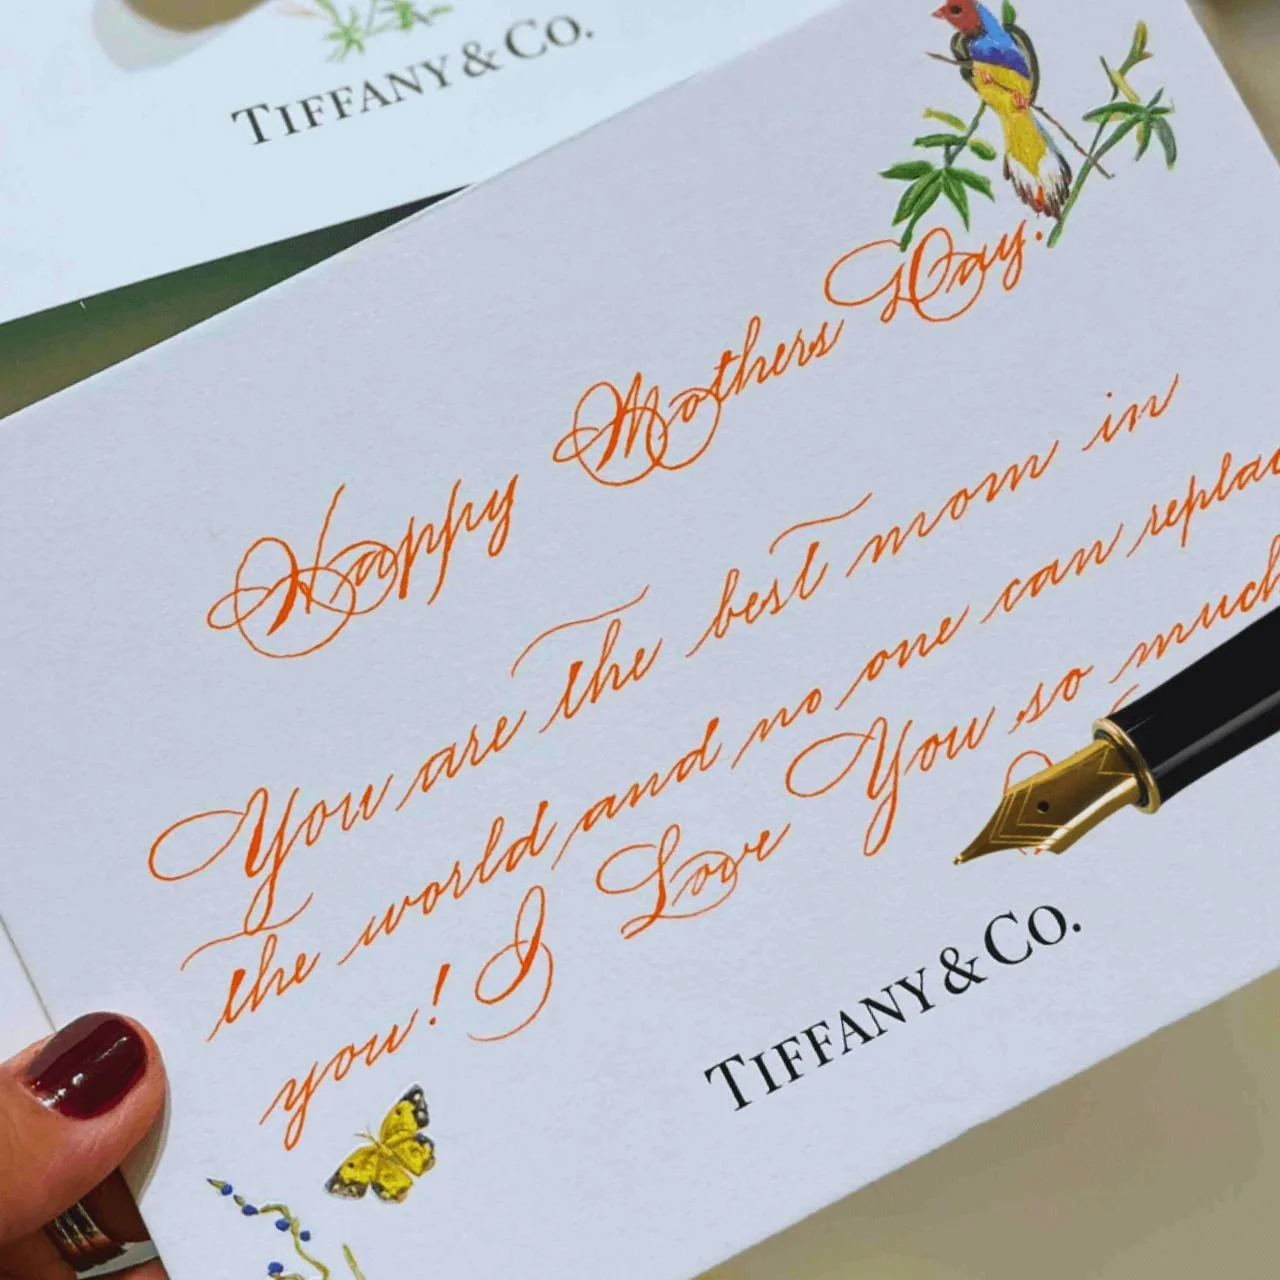 TIFFANY & CO.
Happy Mothers Day.
You are the best mom in
the world and no one can replac
you! I Love You so much
TIFFANY & CO.